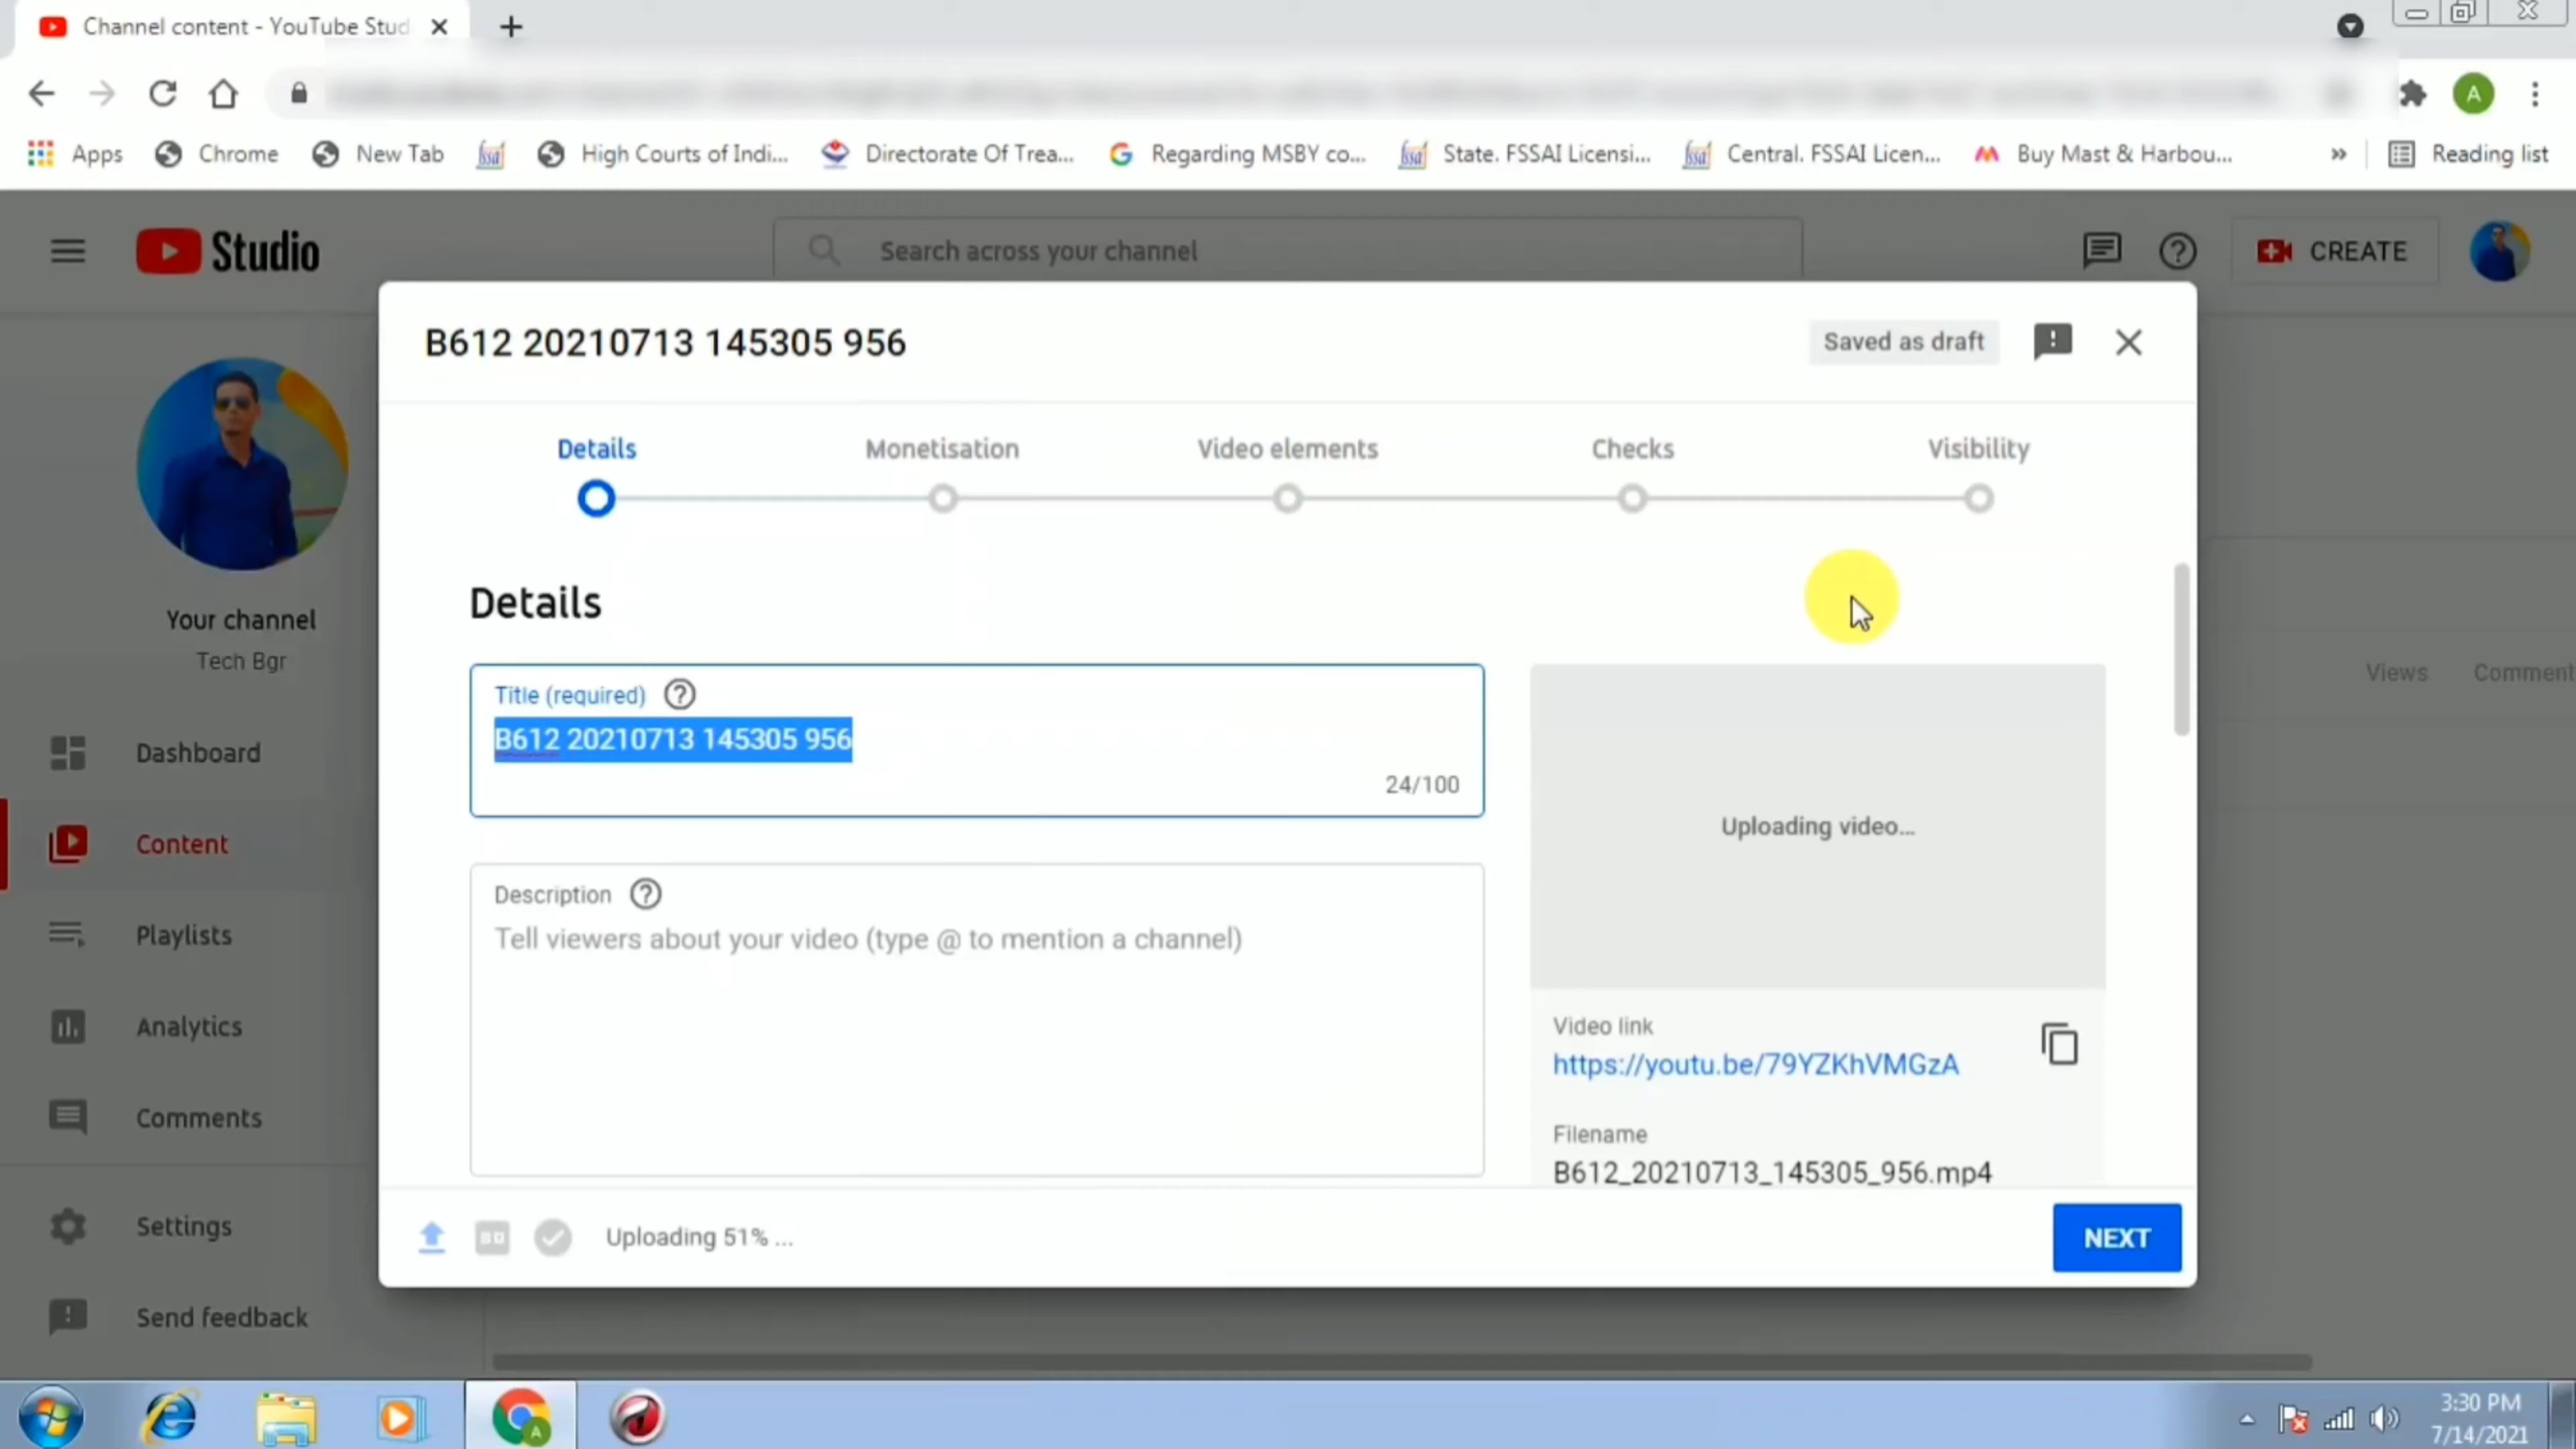 Channel content - YouTube Stud
A
Apps
Chrome
New Tab
fssai
High Courts of Indi...
Directorate Of Trea...
Regarding MSBY co...
fssai
State. FSSAI Licensi...
fssai
Central. FSSAI Licen...
Buy Mast & Harbou...
»
Reading list
Studio
Search across your channel
CREATE
B612 20210713 145305 956
Saved as draft
Details
Monetisation
Video elements
Checks
Visibility
Your channel
Tech Bgr
Dashboard
Content
Playlists
Analytics
Comments
Settings
Send feedback
Details
Title (required)
B612 20210713 145305 956
24/100
Description
Tell viewers about your video (type @ to mention a channel)
Uploading video...
Video link
https://youtu.be/79YZKhVMGzA
Filename
B612_20210713_145305_956.mp4
Views
Comment
Uploading 51% ...
NEXT
A
3:30 PM
7/14/2021